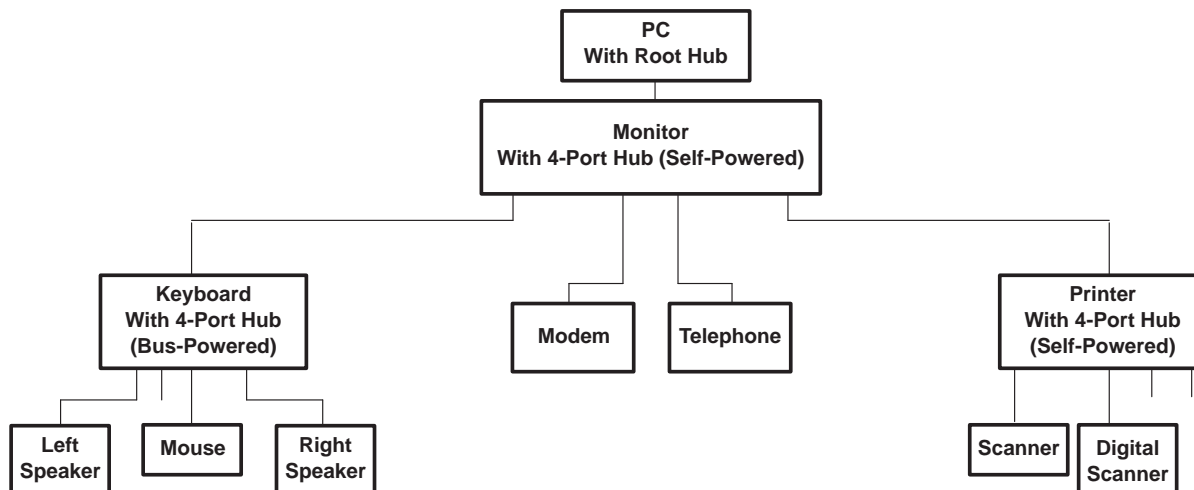 PC
With Root Hub
Monitor
With 4-Port Hub (Self-Powered)
Keyboard
With 4-Port Hub
(Bus-Powered)
Modem
Telephone
Printer
With 4-Port Hub
(Self-Powered)
Left
Speaker
Mouse
Right
Speaker
Scanner
Digital
Scanner